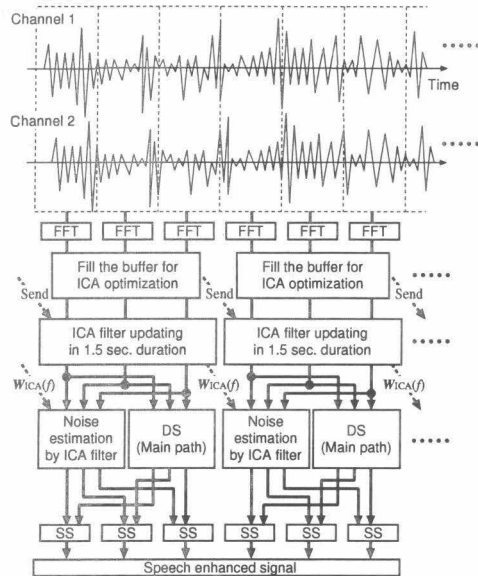 Channel 1
Time
Channel 2
FFT FFT FFT FFT FFT FFT
Fill the buffer for
ICA optimization
Fill the buffer for
ICA optimization
Send Send Send
ICA filter updating
in 1.5 sec. duration
ICA filter updating
in 1.5 sec. duration
WICA(f) WICA(f) WICA(f)
Noise
estimation
by ICA filter
DS
(Main path)
Noise
estimation
by ICA filter
DS
(Main path)
SS SS SS SS SS SS
Speech enhanced signal